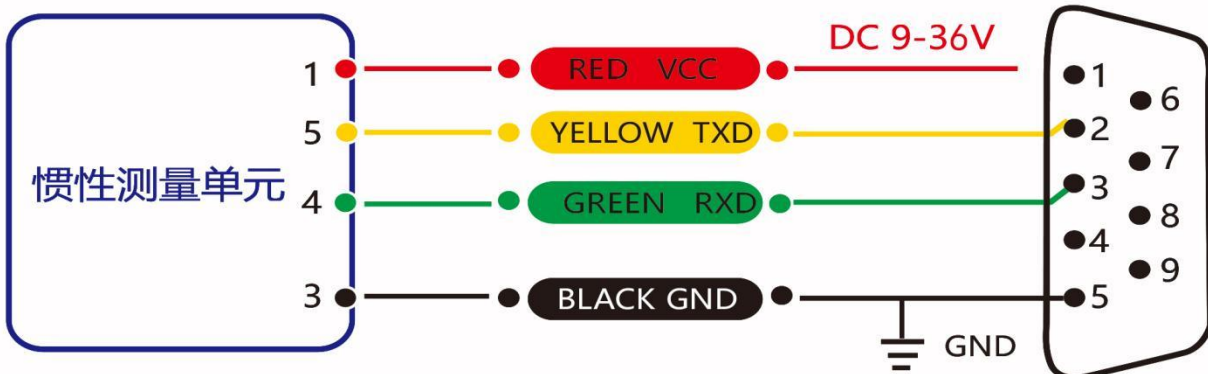 DC 9-36V
1 RED VCC 1
6
5 YELLOW TXD 2
7
惯性测量单元
4 GREEN RXD 3
8
4
9
3 BLACK GND 5
GND